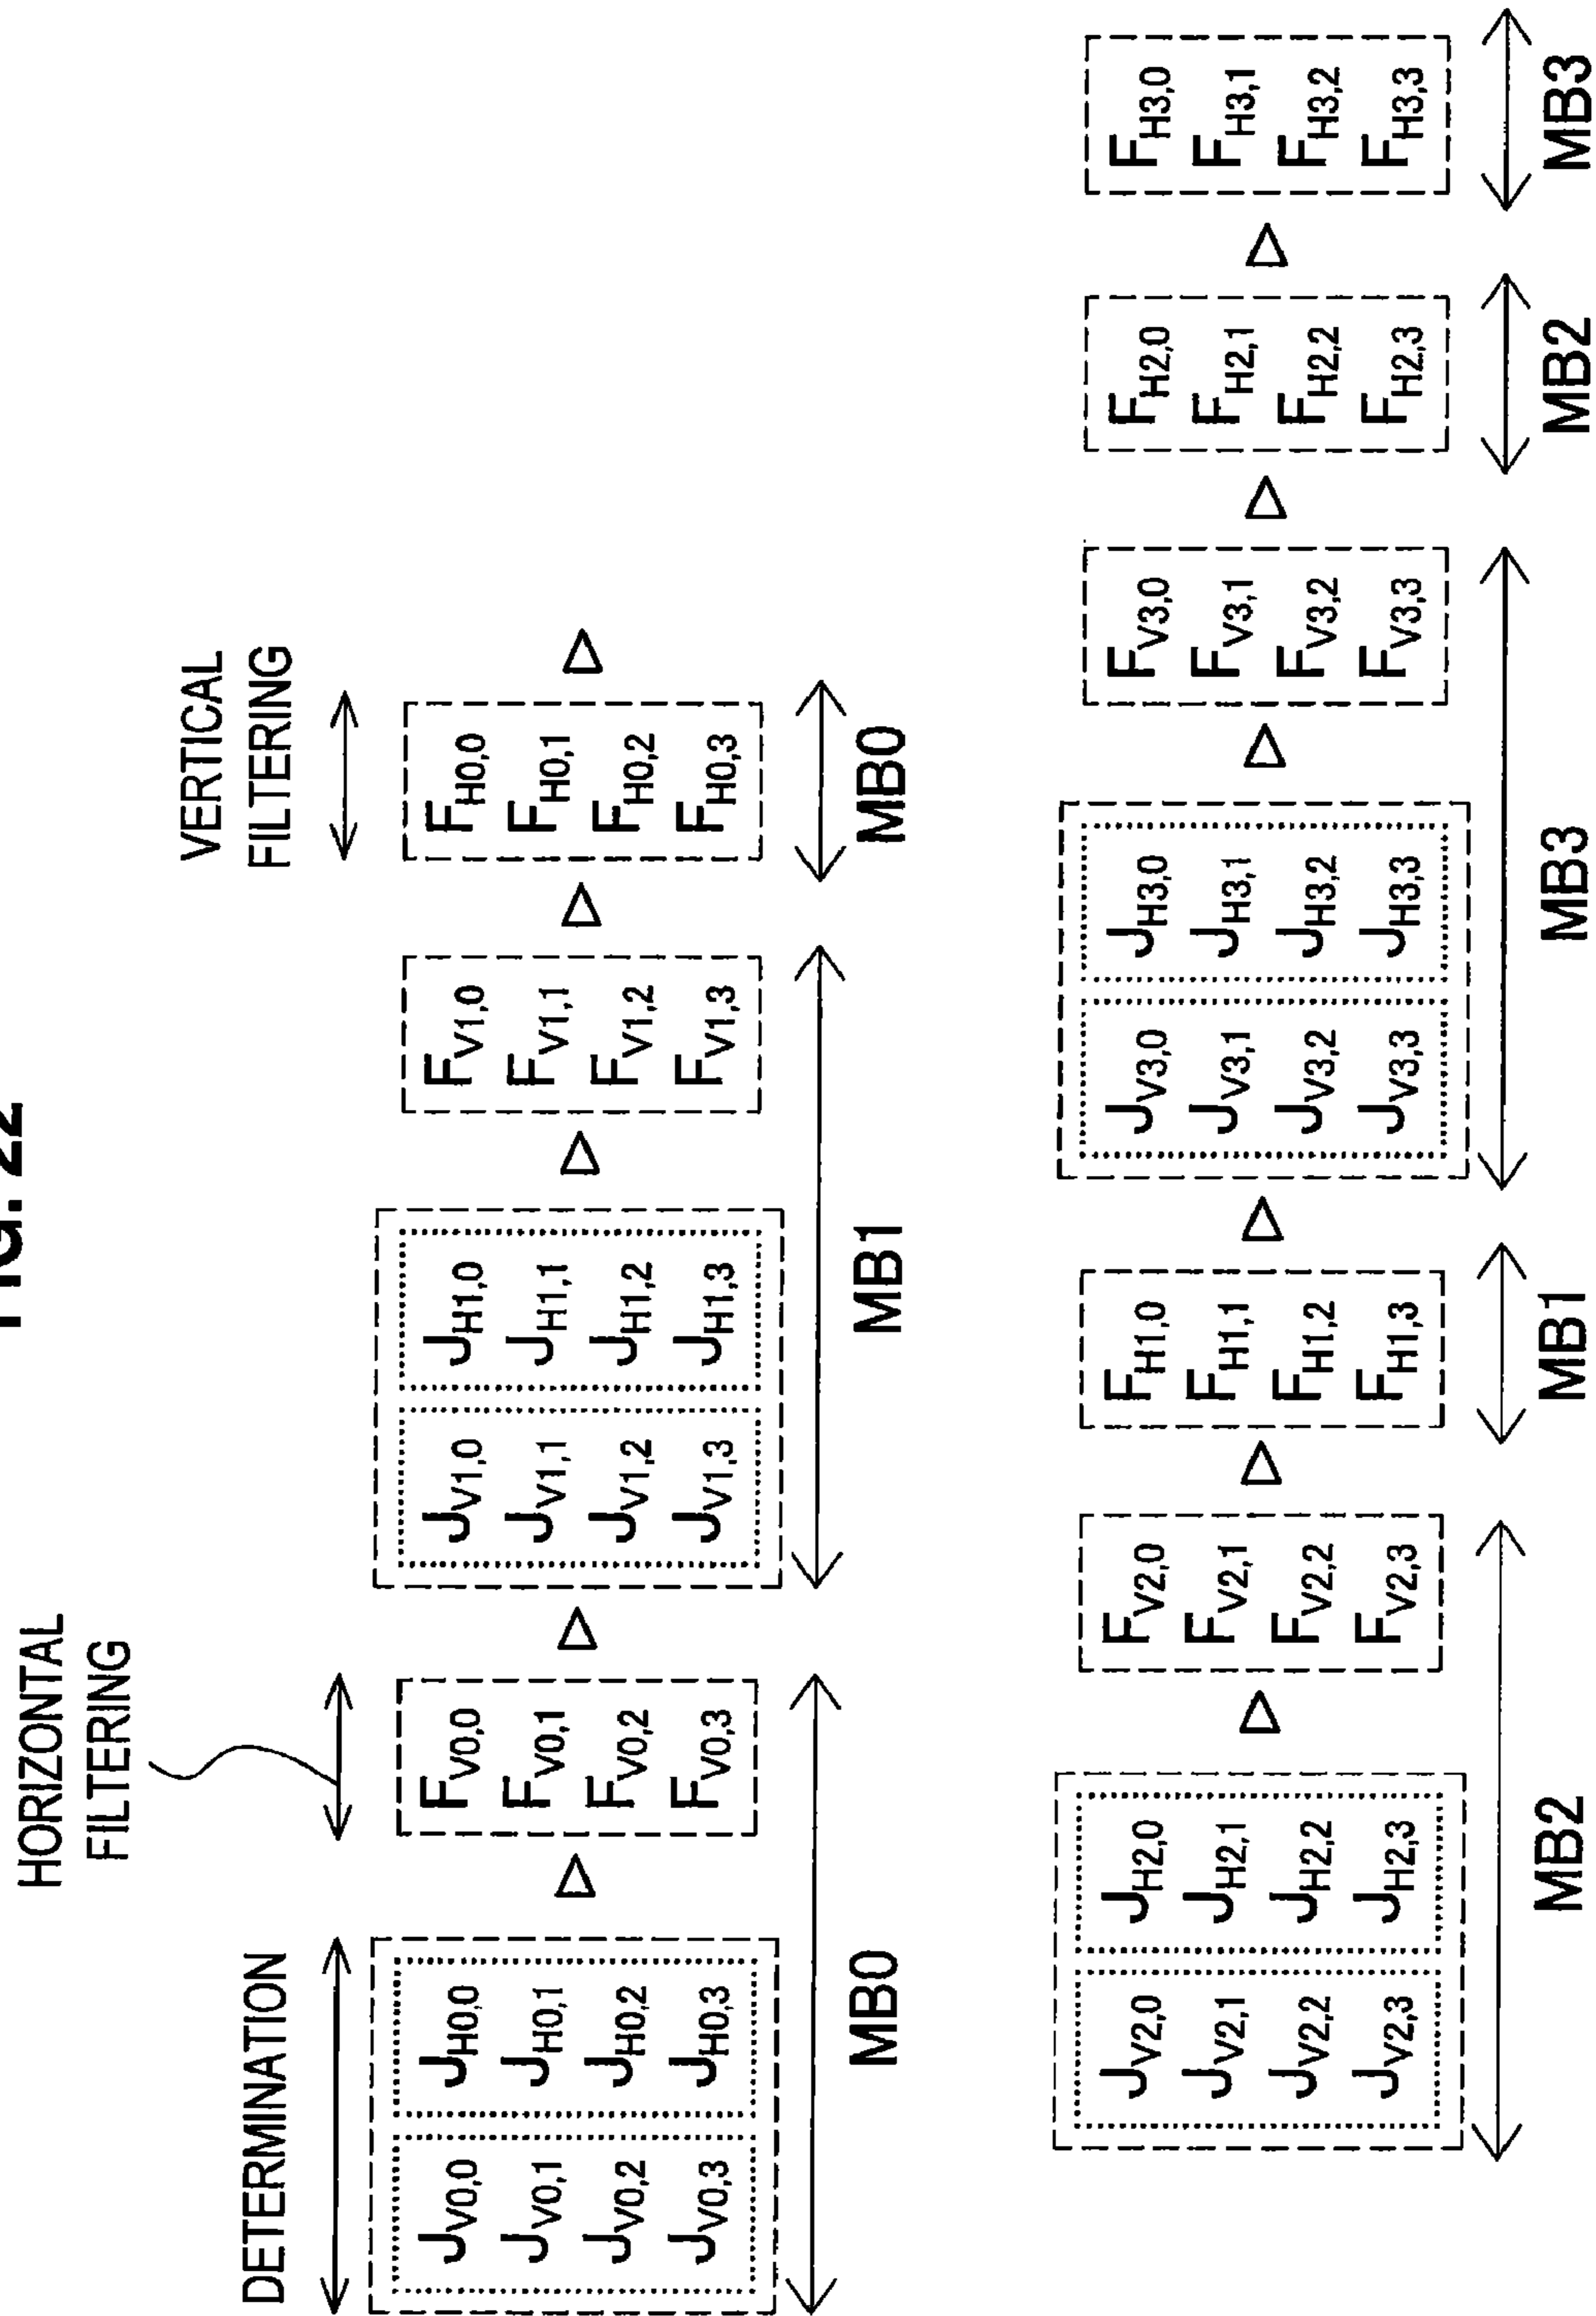 FIG. 22
DETERMINATION
HORIZONTAL
FILTERING
VERTICAL
FILTERING
JV0,0 JH0,0 ▷ FV0,0 ▷ JV1,0 JH1,0 ▷ FV1,0 ▷ FH0,0 ▷
JV0,1 JH0,1 FV0,1 JV1,1 JH1,1 FV1,1 FH0,1
JV0,2 JH0,2 FV0,2 JV1,2 JH1,2 FV1,2 FH0,2
JV0,3 JH0,3 FV0,3 JV1,3 JH1,3 FV1,3 FH0,3
MB0 MB1 MB0
JV2,0 JH2,0 ▷ FV2,0 ▷ FH1,0 ▷ JV3,0 JH3,0 ▷ FV3,0 ▷ FH2,0 ▷ FH3,0
JV2,1 JH2,1 FV2,1 FH1,1 JV3,1 JH3,1 FV3,1 FH2,1 FH3,1
JV2,2 JH2,2 FV2,2 FH1,2 JV3,2 JH3,2 FV3,2 FH2,2 FH3,2
JV2,3 JH2,3 FV2,3 FH1,3 JV3,3 JH3,3 FV3,3 FH2,3 FH3,3
MB2 MB1 MB3 MB2 MB3